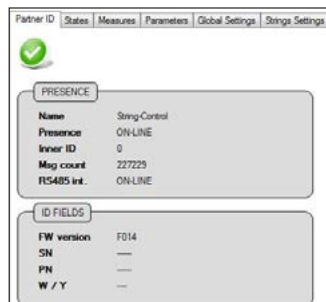 Partner ID States Measures Parameters Global Settings Strings Settings
PRESENCE
Name String-Control
Presence ON-LINE
Inner ID 0
Msg count 227229
RS485 int. ON-LINE
ID FIELDS
FW version F014
SN ----
PN ----
W / Y ---